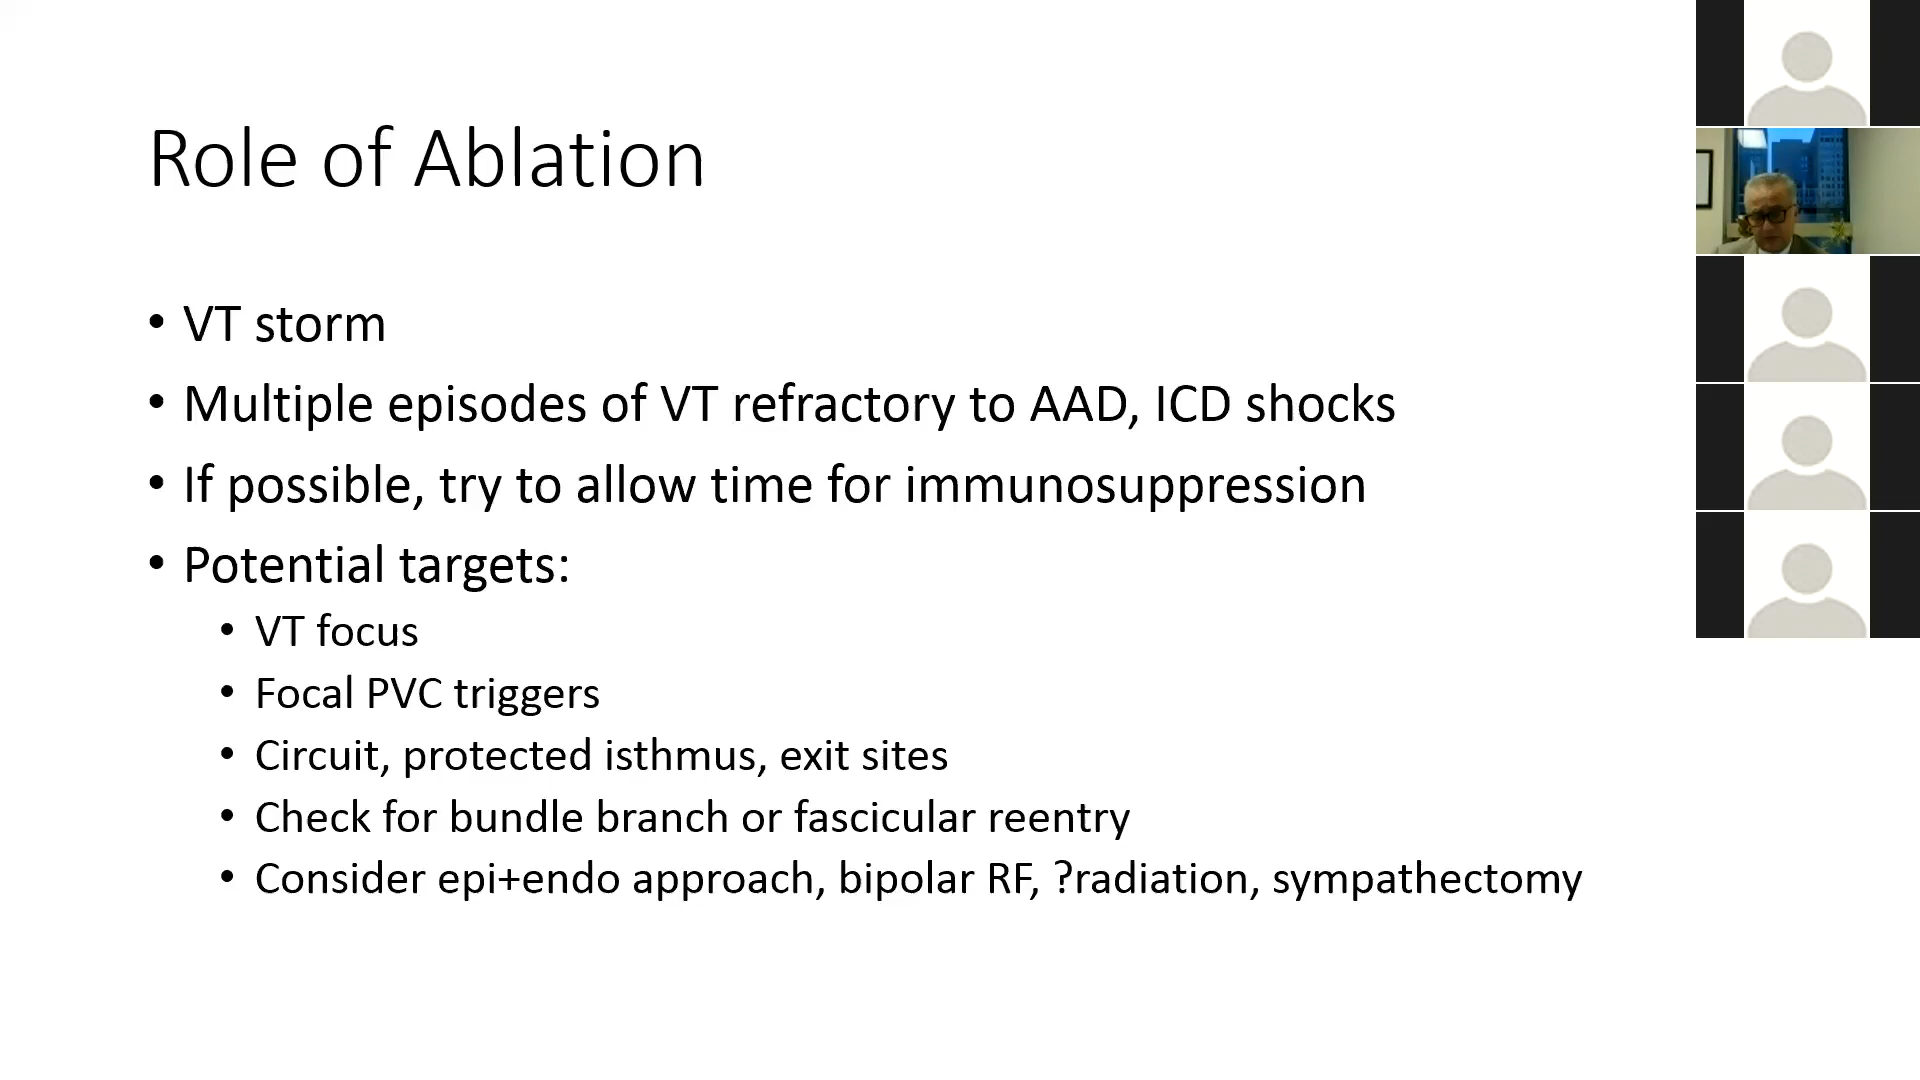 Role of Ablation
• VT storm
• Multiple episodes of VT refractory to AAD, ICD shocks
• If possible, try to allow time for immunosuppression
• Potential targets:
• VT focus
• Focal PVC triggers
• Circuit, protected isthmus, exit sites
• Check for bundle branch or fascicular reentry
• Consider epi+endo approach, bipolar RF, ?radiation, sympathectomy